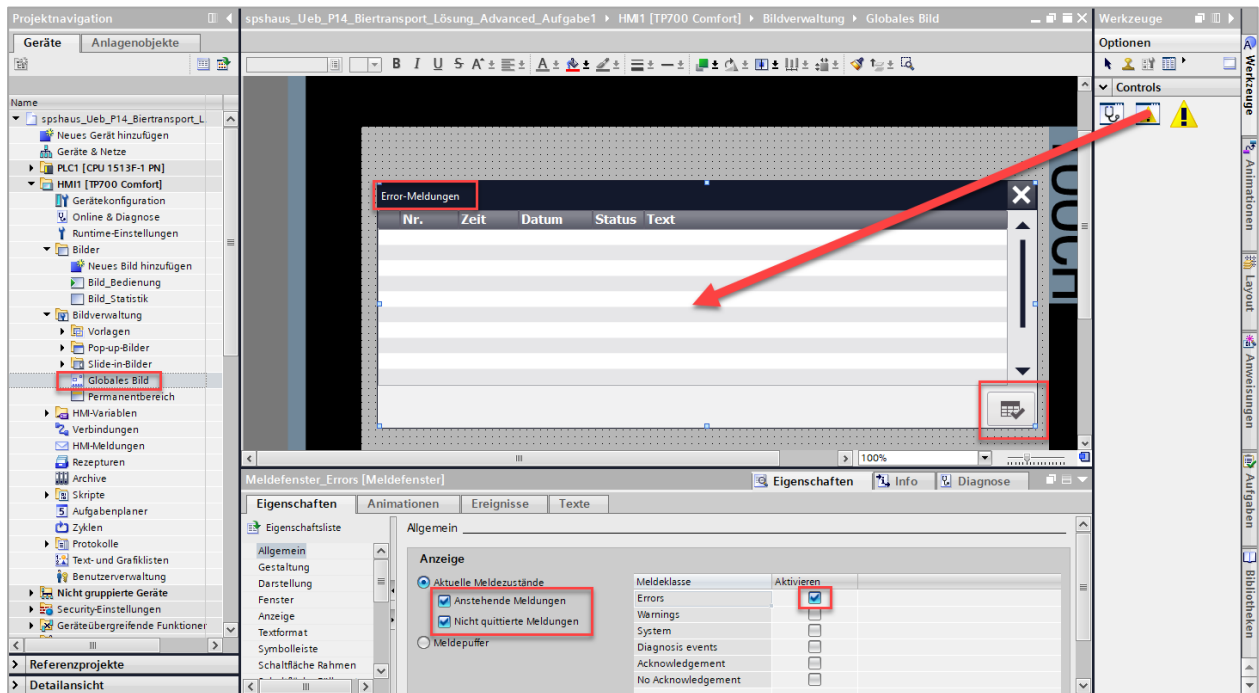 Projektnavigation
Geräte
Anlagenobjekte
Name
spshaus_Ueb_P14_Biertransport_L
Neues Gerät hinzufügen
Geräte & Netze
PLC1 [CPU 1513F-1 PN]
HMI1 [TP700 Comfort]
Gerätekonfiguration
Online & Diagnose
Runtime-Einstellungen
Bilder
Neues Bild hinzufügen
Bild_Bedienung
Bild_Statistik
Bildverwaltung
Vorlagen
Pop-up-Bilder
Slide-in-Bilder
Globales Bild
Permanentbereich
HMI-Variablen
Verbindungen
HMI-Meldungen
Rezepturen
Archive
Skripte
Aufgabenplaner
Zyklen
Protokolle
Text- und Grafiklisten
Benutzerverwaltung
Nicht gruppierte Geräte
Security-Einstellungen
Geräteübergreifende Funktioner
Referenzprojekte
Detailansicht
spshaus_Ueb_P14_Biertransport_Lösung_Advanced_Aufgabe1 ▸ HMI1 [TP700 Comfort] ▸ Bildverwaltung ▸ Globales Bild
B I U S A A
Error-Meldungen
Nr. Zeit Datum Status Text
100%
Meldefenster_Errors [Meldefenster]
Eigenschaften Info Diagnose
Eigenschaften Animationen Ereignisse Texte
Eigenschaftsliste
Allgemein
Gestaltung
Darstellung
Fenster
Anzeige
Textformat
Symbolleiste
Schaltfläche Rahmen
Allgemein
Anzeige
Aktuelle Meldezustände
Anstehende Meldungen
Nicht quittierte Meldungen
Meldepuffer
Meldeklasse Aktivieren
Errors
Warnings
System
Diagnosis events
Acknowledgement
No Acknowledgement
Werkzeuge
Optionen
Controls
Werkzeuge
Animationen
Layout
Anweisungen
Aufgaben
Bibliotheken